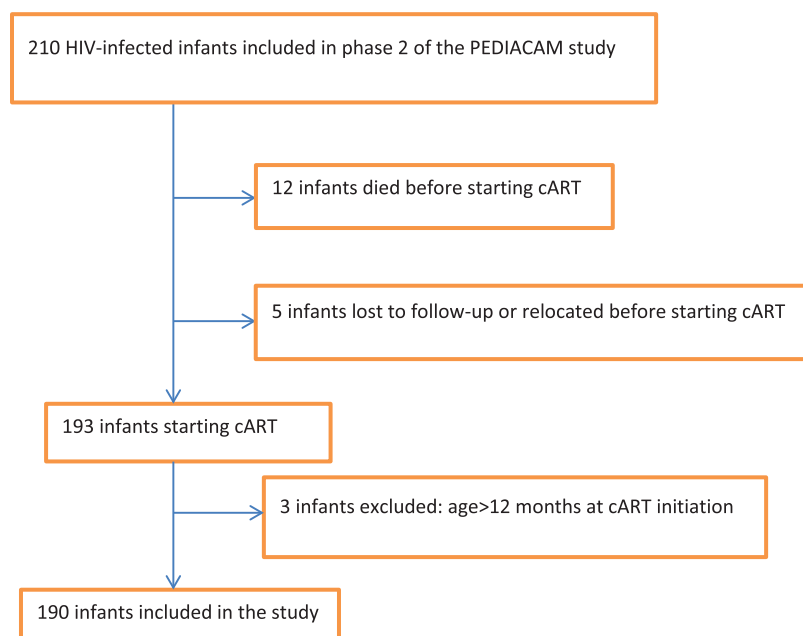 210 HIV-infected infants included in phase 2 of the PEDIACAM study
12 infants died before starting cART
5 infants lost to follow-up or relocated before starting cART
193 infants starting cART
3 infants excluded: age>12 months at cART initiation
190 infants included in the study